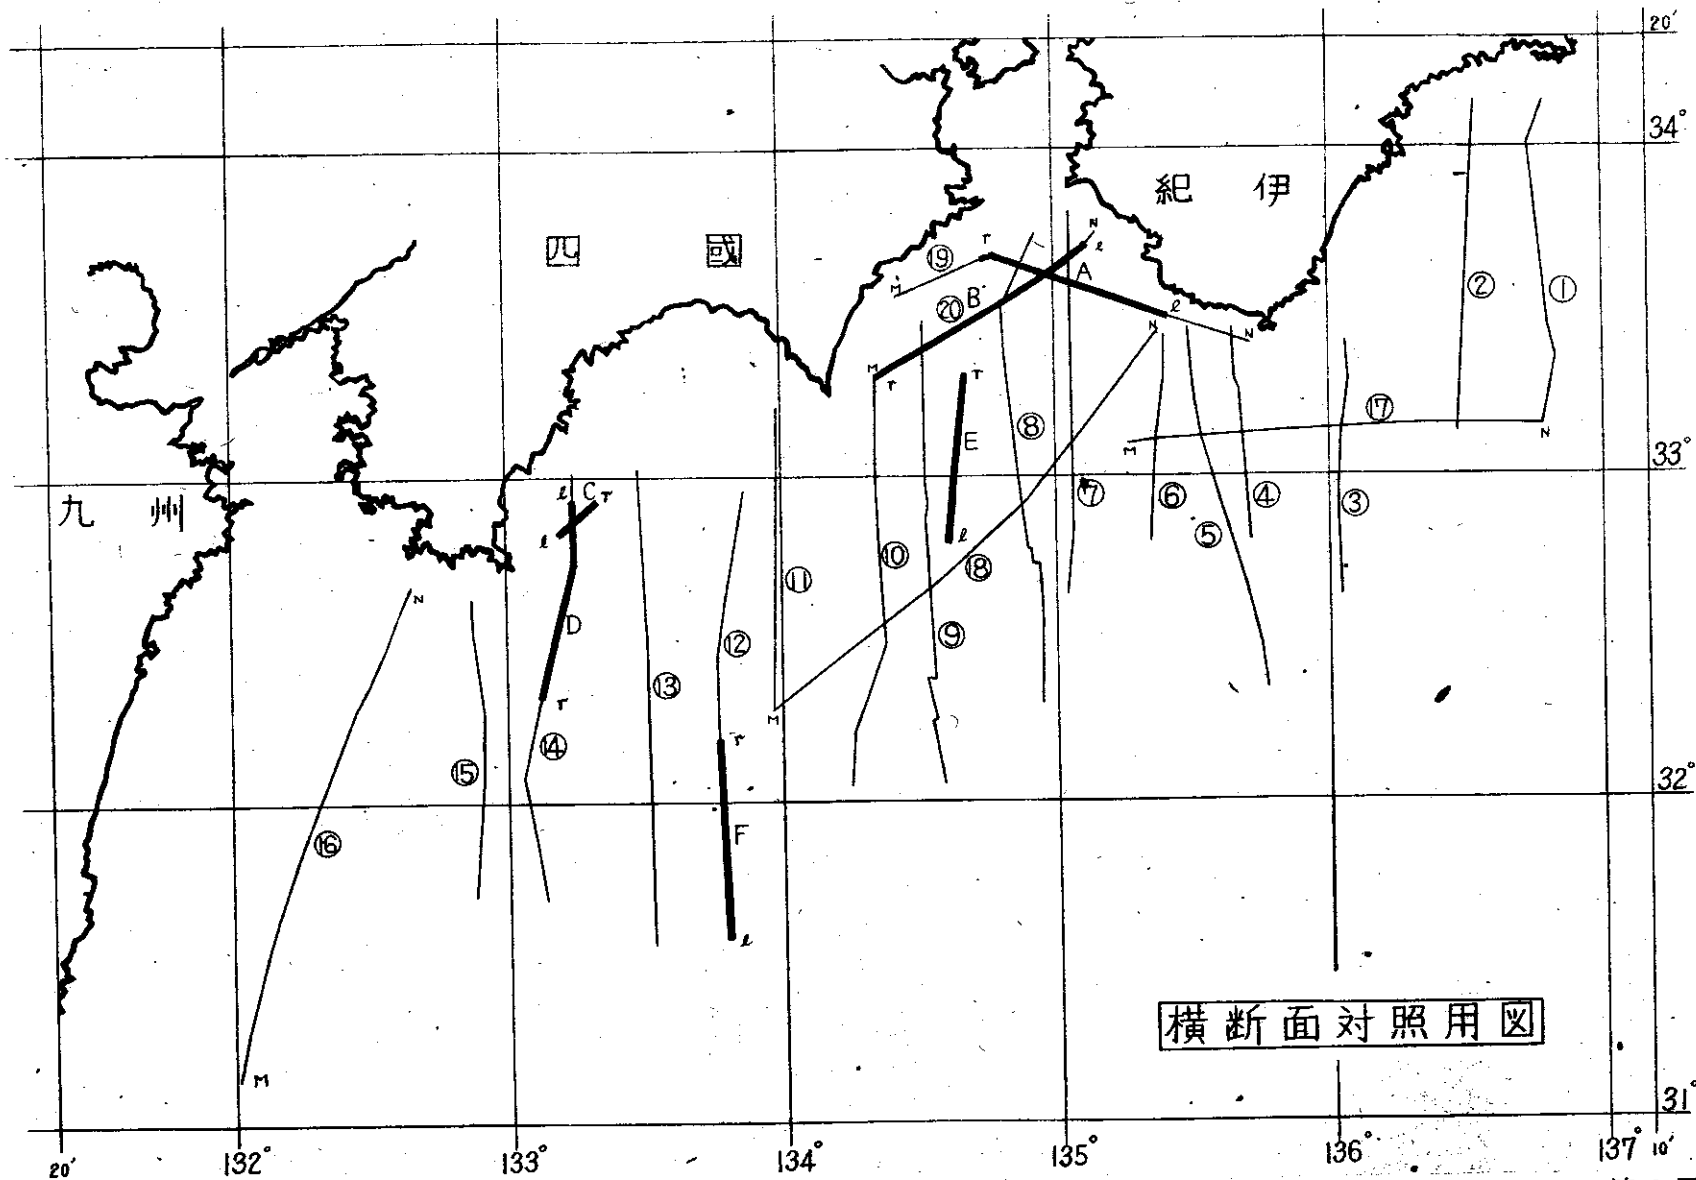 20′
34°
紀 伊
四 國
N
r
⑲
l
A
②
①
M
B
⑳
l
N
N
M
r
r
⑰
⑧
E
M
N
33°
九 州
l
C
r
⑦
⑥
④
③
l
l
⑤
⑩
⑱
⑪
N
D
⑨
⑫
⑬
r
M
r
⑭
⑮
32°
F
⑯
l
横断面対照用図
M
31°
20′
132°
133°
134°
135°
136°
137°
10′